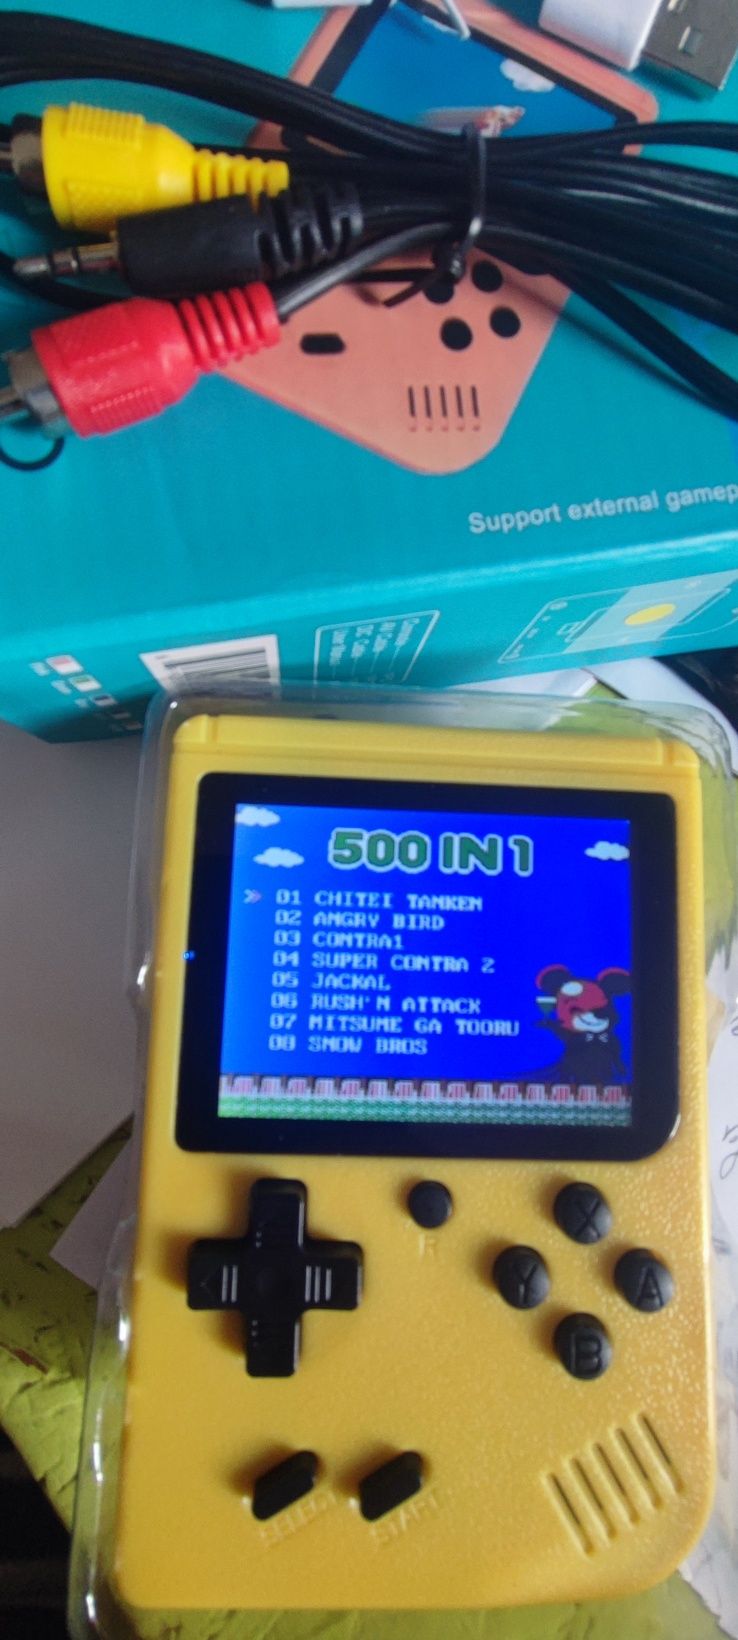 Support external gamep
500 IN 1
01 CHITEI TANKEN
02 ANGRY BIRD
03 CONTRA1
04 SUPER CONTRA 2
05 JACKAL
06 RUSH'N ATTACK
07 MITSUME GA TOORU
08 SNOW BROS
R
X
Y
A
B
SELECT
START